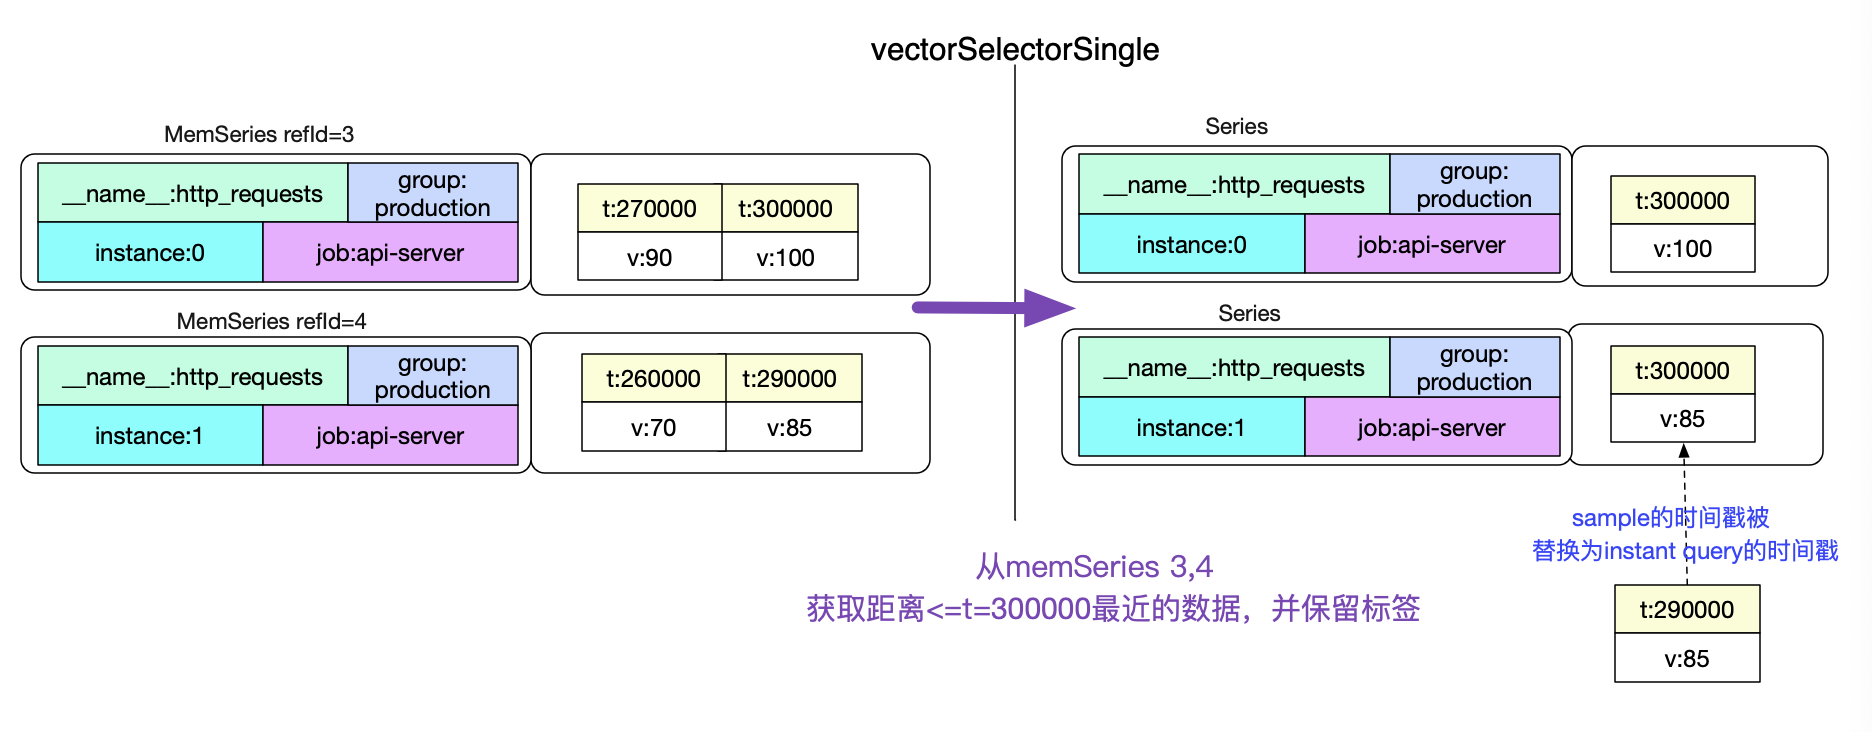 vectorSelectorSingle
MemSeries refId=3
__name__:http_requests
group:
production
instance:0
job:api-server
t:270000
t:300000
v:90
v:100
MemSeries refId=4
__name__:http_requests
group:
production
instance:1
job:api-server
t:260000
t:290000
v:70
v:85
Series
__name__:http_requests
group:
production
instance:0
job:api-server
t:300000
v:100
Series
__name__:http_requests
group:
production
instance:1
job:api-server
t:300000
v:85
sample的时间戳被
替换为instant query的时间戳
t:290000
v:85
从memSeries 3,4
获取距离<=t=300000最近的数据，并保留标签